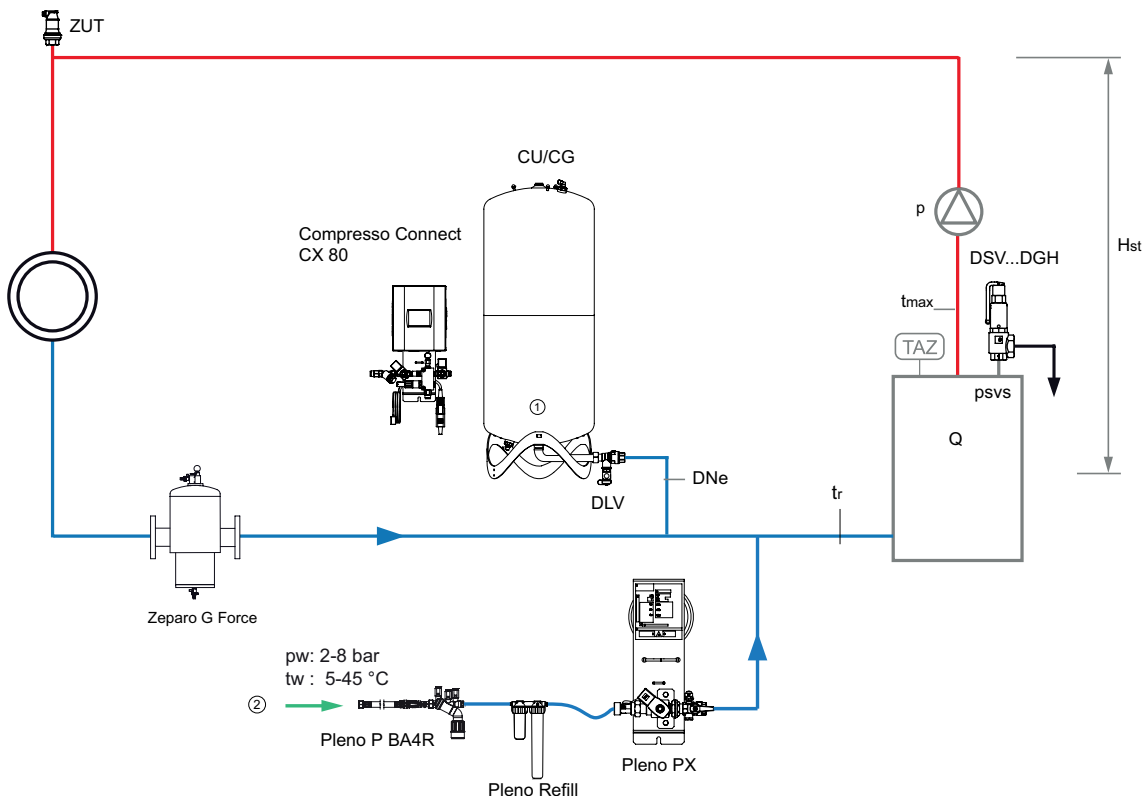 ZUT
CU/CG
Compresso Connect
CX 80
p
Hst
DSV...DGH
tmax
TAZ
psvs
Q
1
DNe
DLV
tr
Zeparo G Force
pw: 2-8 bar
tw : 5-45 °C
2
Pleno P BA4R
Pleno Refill
Pleno PX